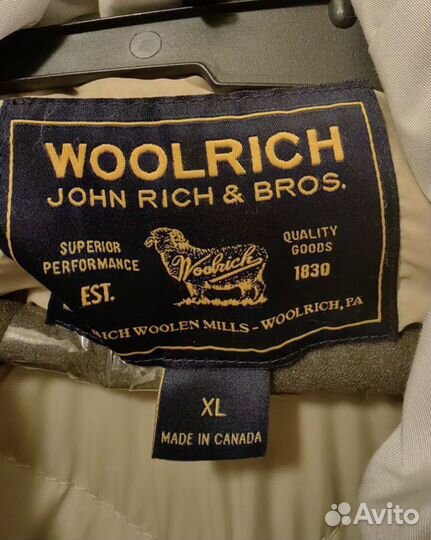 WOOLRICH
JOHN RICH & BROS.
SUPERIOR
PERFORMANCE
EST.
Woolrich
QUALITY
GOODS
1830
RICH WOOLEN MILLS - WOOLRICH, PA
XL
MADE IN CANADA
Avito